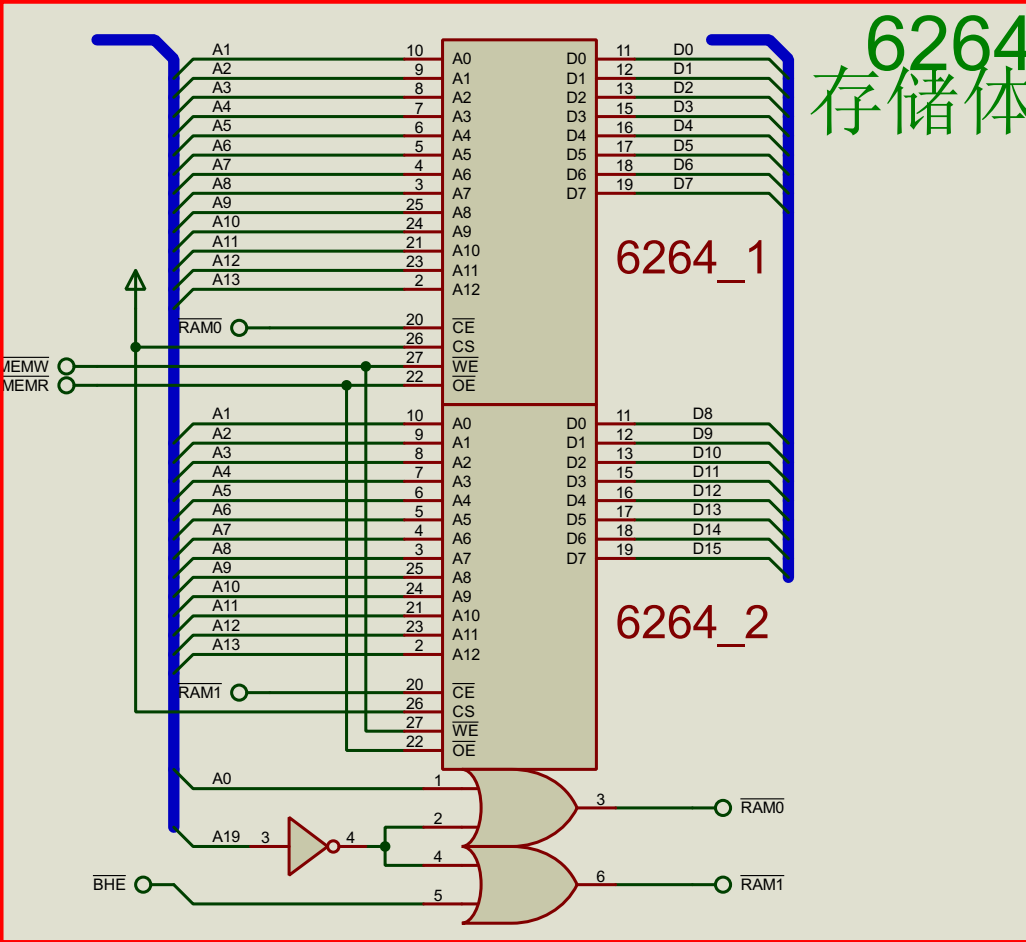 6264
存储体
A1 10 A0 D0 11 D0
A2 9 A1 D1 12 D1
A3 8 A2 D2 13 D2
A4 7 A3 D3 15 D3
A5 6 A4 D4 16 D4
A6 5 A5 D5 17 D5
A7 4 A6 D6 18 D6
A8 3 A7 D7 19 D7
A9 25 A8
A10 24 A9
A11 21 A10
6264_1
A12 23 A11
A13 2 A12
RAM0 20 CE
26 CS
MEMW 27 WE
MEMR 22 OE
A1 10 A0 D0 11 D8
A2 9 A1 D1 12 D9
A3 8 A2 D2 13 D10
A4 7 A3 D3 15 D11
A5 6 A4 D4 16 D12
A6 5 A5 D5 17 D13
A7 4 A6 D6 18 D14
A8 3 A7 D7 19 D15
A9 25 A8
A10 24 A9
A11 21 A10
6264_2
A12 23 A11
A13 2 A12
RAM1 20 CE
26 CS
27 WE
22 OE
A0 1
3 RAM0
2
A19 3 4
4
6 RAM1
BHE 5